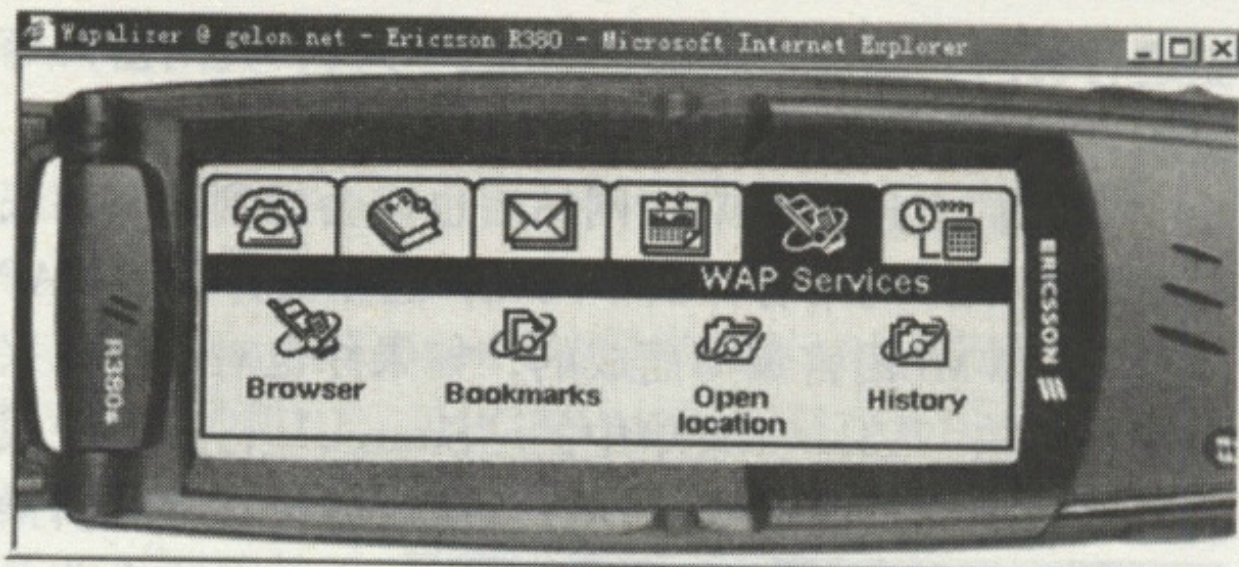 Wapalizer @ gelon.net - Ericsson R380 - Microsoft Internet Explorer
WAP Services
Browser
Bookmarks
Open
location
History
ERICSSON
R380s